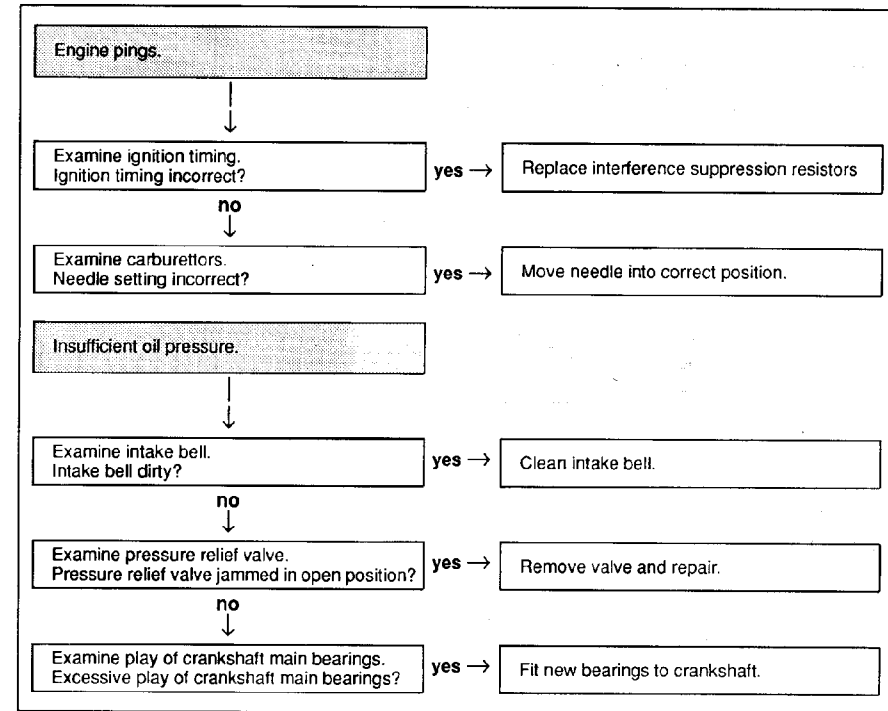 Engine pings.
Examine ignition timing.
Ignition timing incorrect?
yes → Replace interference suppression resistors
no
Examine carburettors.
Needle setting incorrect?
yes → Move needle into correct position.
Insufficient oil pressure.
Examine intake bell.
Intake bell dirty?
yes → Clean intake bell.
no
Examine pressure relief valve.
Pressure relief valve jammed in open position?
yes → Remove valve and repair.
no
Examine play of crankshaft main bearings.
Excessive play of crankshaft main bearings?
yes → Fit new bearings to crankshaft.